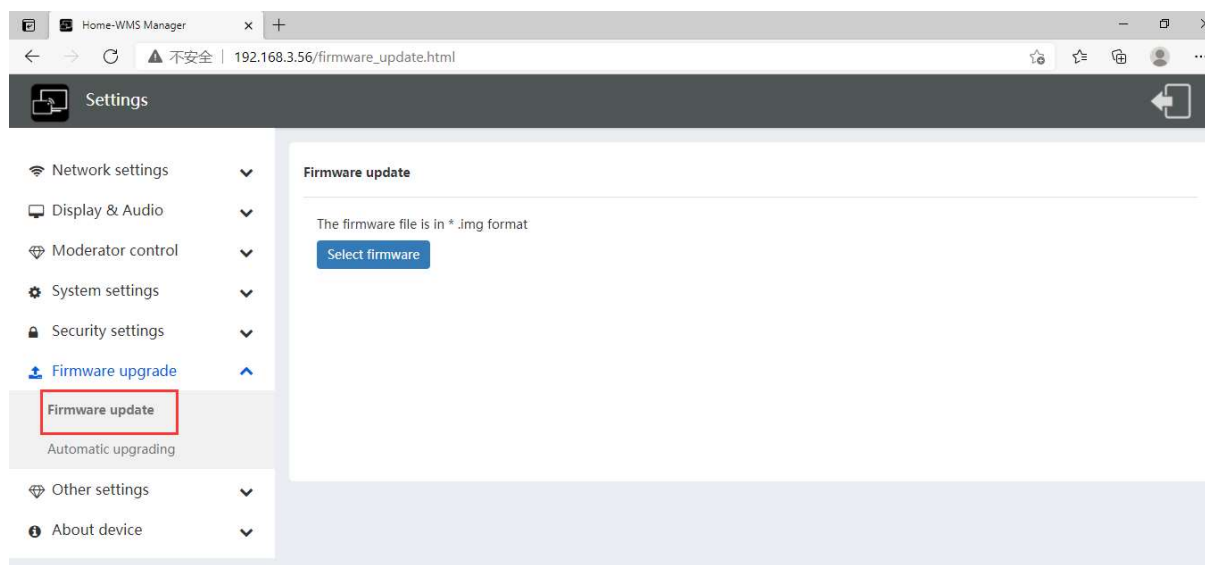 Home-WMS Manager
不安全 192.168.3.56/firmware_update.html
Settings
Network settings
Display & Audio
Moderator control
System settings
Security settings
Firmware upgrade
Firmware update
Automatic upgrading
Other settings
About device
Firmware update
The firmware file is in * .img format
Select firmware